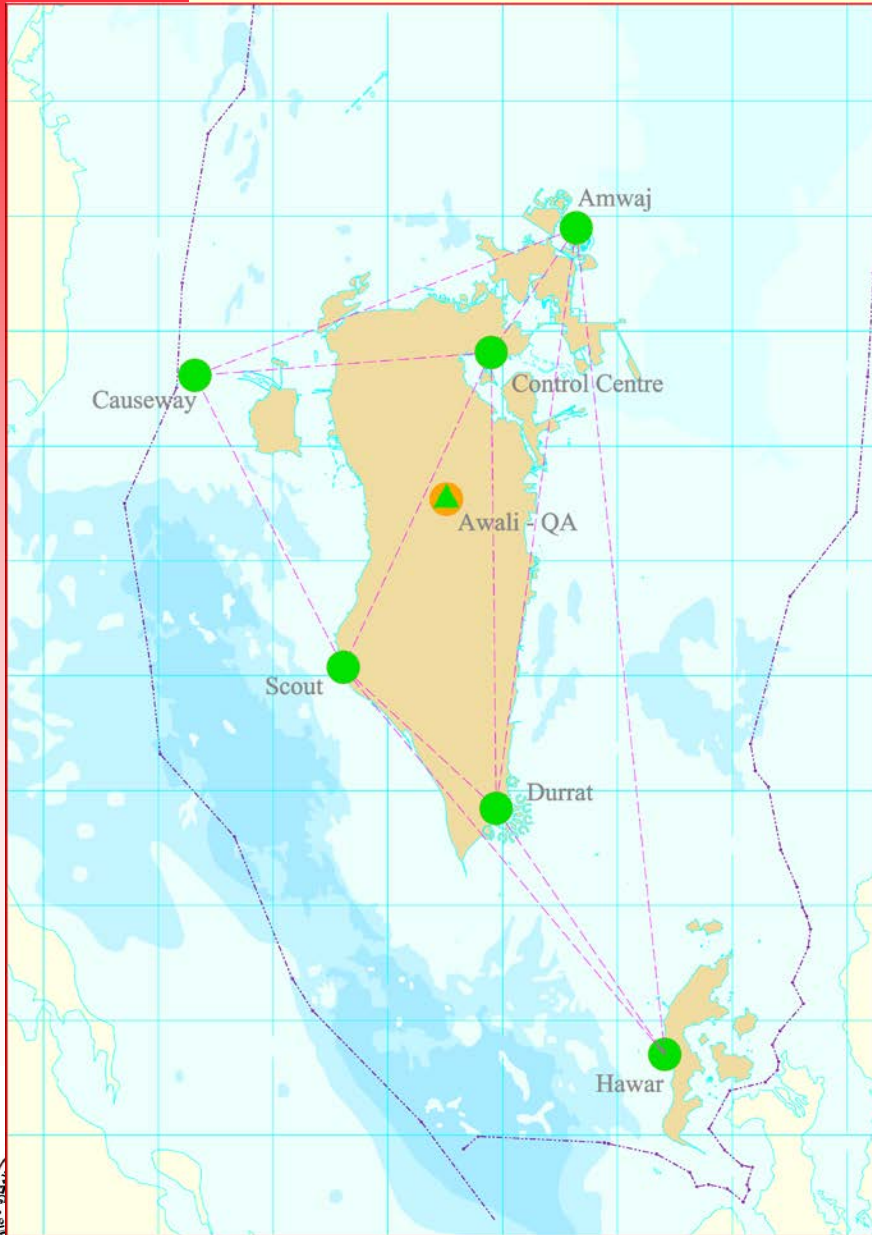 Amwaj
Control Centre
Causeway
Awali - QA
Scout
Durrat
Hawar